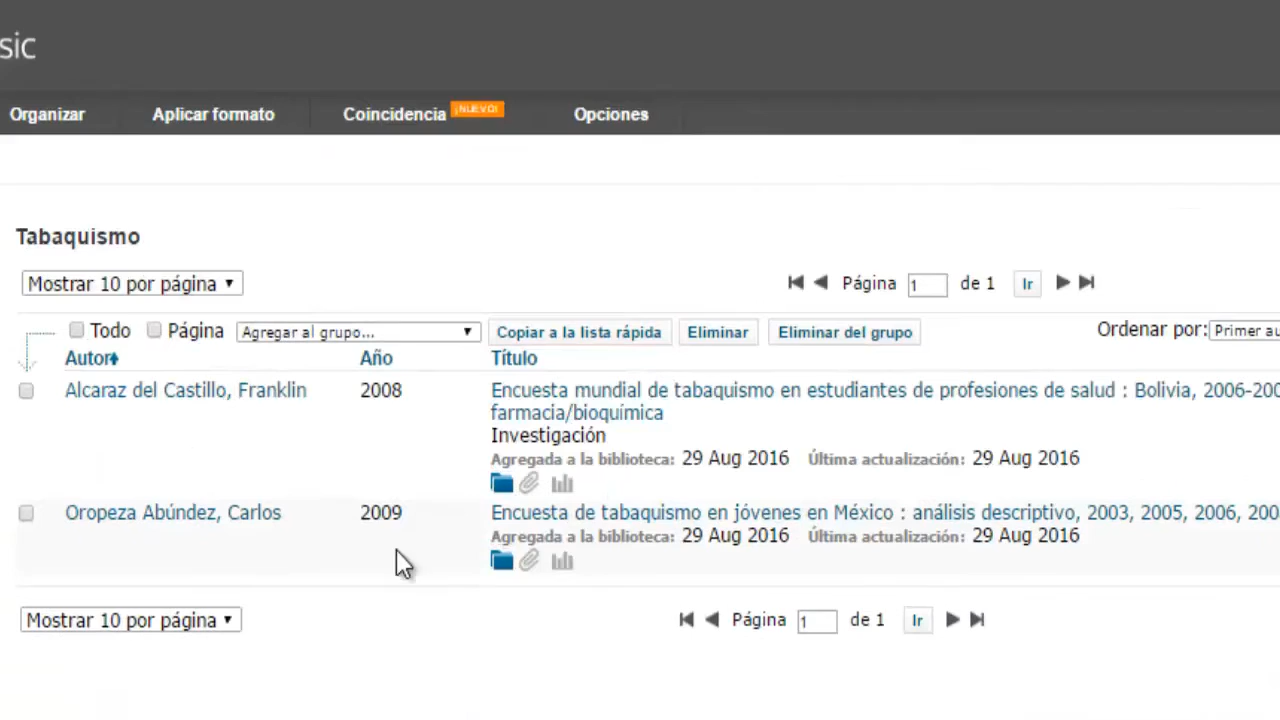 sic
Organizar Aplicar formato Coincidencia ¡NUEVO! Opciones
Tabaquismo
Mostrar 10 por página Página 1 de 1 Ir
Todo Página Agregar al grupo... Copiar a la lista rápida Eliminar Eliminar del grupo Ordenar por: Primer
Autor Año Título
Alcaraz del Castillo, Franklin 2008 Encuesta mundial de tabaquismo en estudiantes de profesiones de salud : Bolivia,
farmacia/bioquímica
Investigación
Agregada a la biblioteca: 29 Aug 2016 Última actualización: 29 Aug 2016
Oropeza Abúndez, Carlos 2009 Encuesta de tabaquismo en jóvenes en México : análisis descriptivo, 2003, 2005, 2006,
Agregada a la biblioteca: 29 Aug 2016 Última actualización: 29 Aug 2016
Mostrar 10 por página Página 1 de 1 Ir